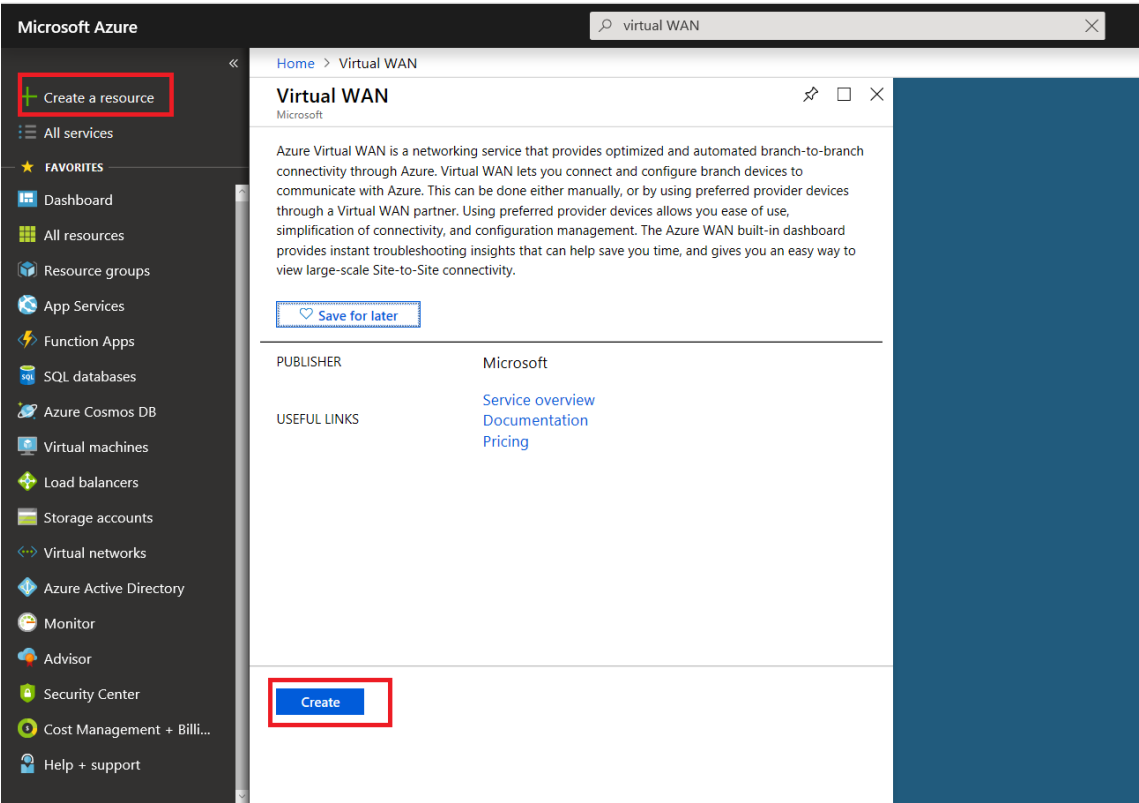 Microsoft Azure
virtual WAN
«
Create a resource
All services
FAVORITES
Dashboard
All resources
Resource groups
App Services
Function Apps
SQL databases
Azure Cosmos DB
Virtual machines
Load balancers
Storage accounts
Virtual networks
Azure Active Directory
Monitor
Advisor
Security Center
Cost Management + Billi...
Help + support
Home > Virtual WAN
Virtual WAN
Microsoft
Azure Virtual WAN is a networking service that provides optimized and automated branch-to-branch
connectivity through Azure. Virtual WAN lets you connect and configure branch devices to
communicate with Azure. This can be done either manually, or by using preferred provider devices
through a Virtual WAN partner. Using preferred provider devices allows you ease of use,
simplification of connectivity, and configuration management. The Azure WAN built-in dashboard
provides instant troubleshooting insights that can help save you time, and gives you an easy way to
view large-scale Site-to-Site connectivity.
Save for later
PUBLISHER Microsoft
USEFUL LINKS
Service overview
Documentation
Pricing
Create